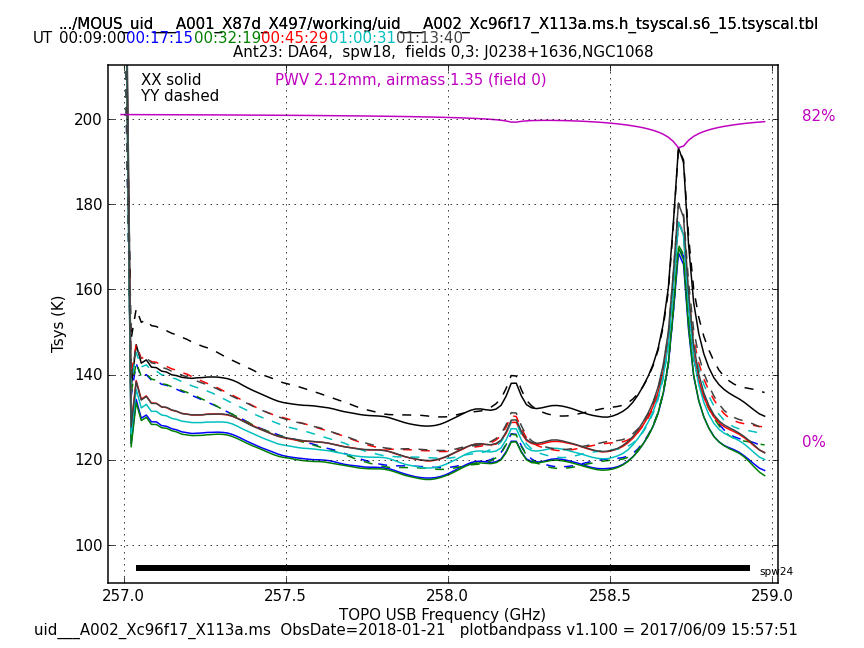 .../MOUS_uid___A001_X87d_X497/working/uid___A002_Xc96f17_X113a.ms.h_tsyscal.s6_15.tsyscal.tbl
UT 00:09:00 00:17:15 00:32:19 00:45:29 01:00:31 01:13:40
Ant23: DA64,  spw18,  fields 0,3: J0238+1636,NGC1068
XX solid
YY dashed
PWV 2.12mm, airmass 1.35 (field 0)
82%
0%
200
180
160
140
120
100
Tsys (K)
spw24
257.0 257.5 258.0 258.5 259.0
TOPO USB Frequency (GHz)
uid___A002_Xc96f17_X113a.ms  ObsDate=2018-01-21   plotbandpass v1.100 = 2017/06/09 15:57:51